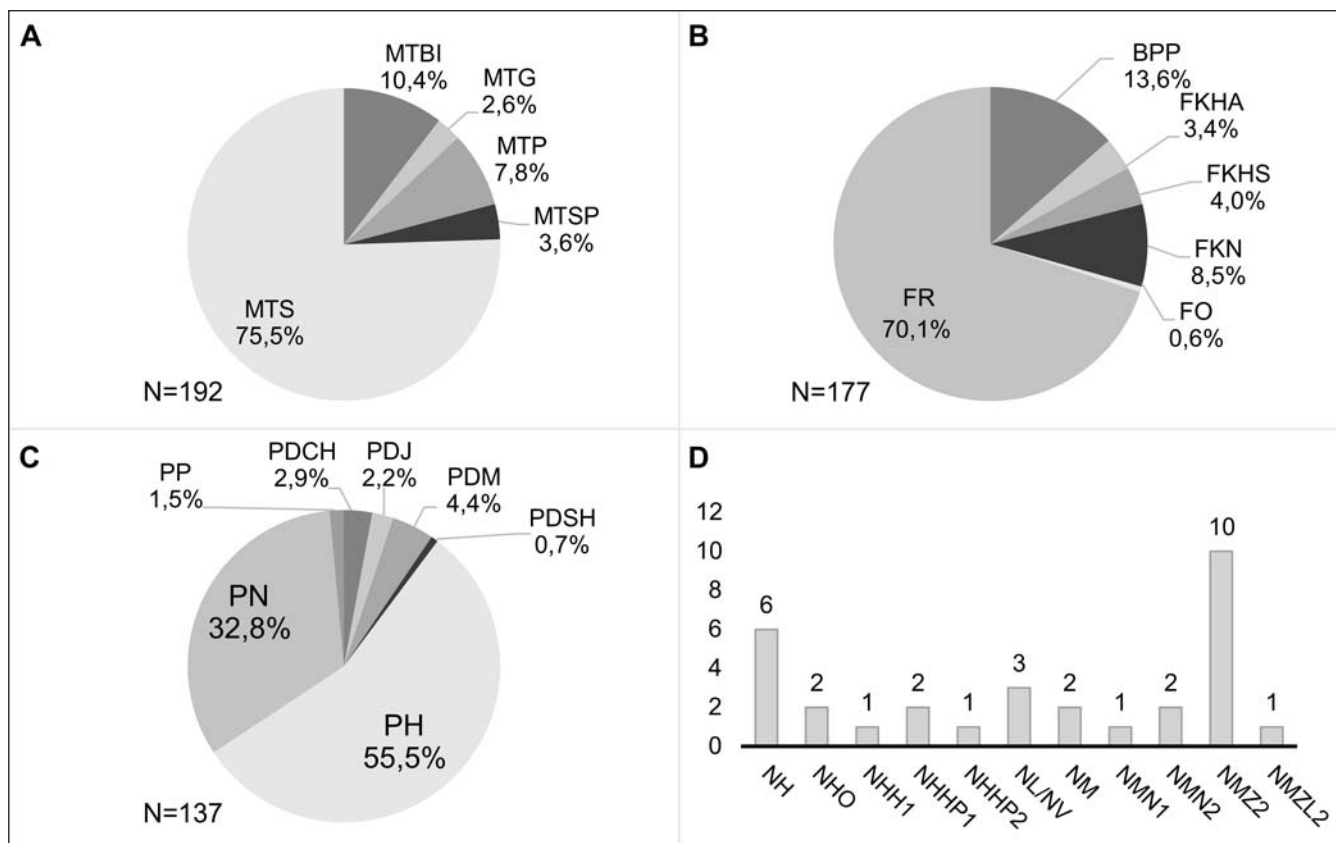 A
MTBI
10,4%
MTG
2,6%
MTP
7,8%
MTSP
3,6%
MTS
75,5%
N=192
B
BPP
13,6%
FKHA
3,4%
FKHS
4,0%
FKN
8,5%
FO
0,6%
FR
70,1%
N=177
C
PP
1,5%
PDCH
2,9%
PDJ
2,2%
PDM
4,4%
PDSH
0,7%
PN
32,8%
PH
55,5%
N=137
D
12
10
8
6
4
2
0
6
2
1
2
1
3
2
1
2
10
1
NH
NHO
NHH1
NHHP1
NHHP2
NL/NV
NM
NMN1
NMN2
NMZ2
NMZL2